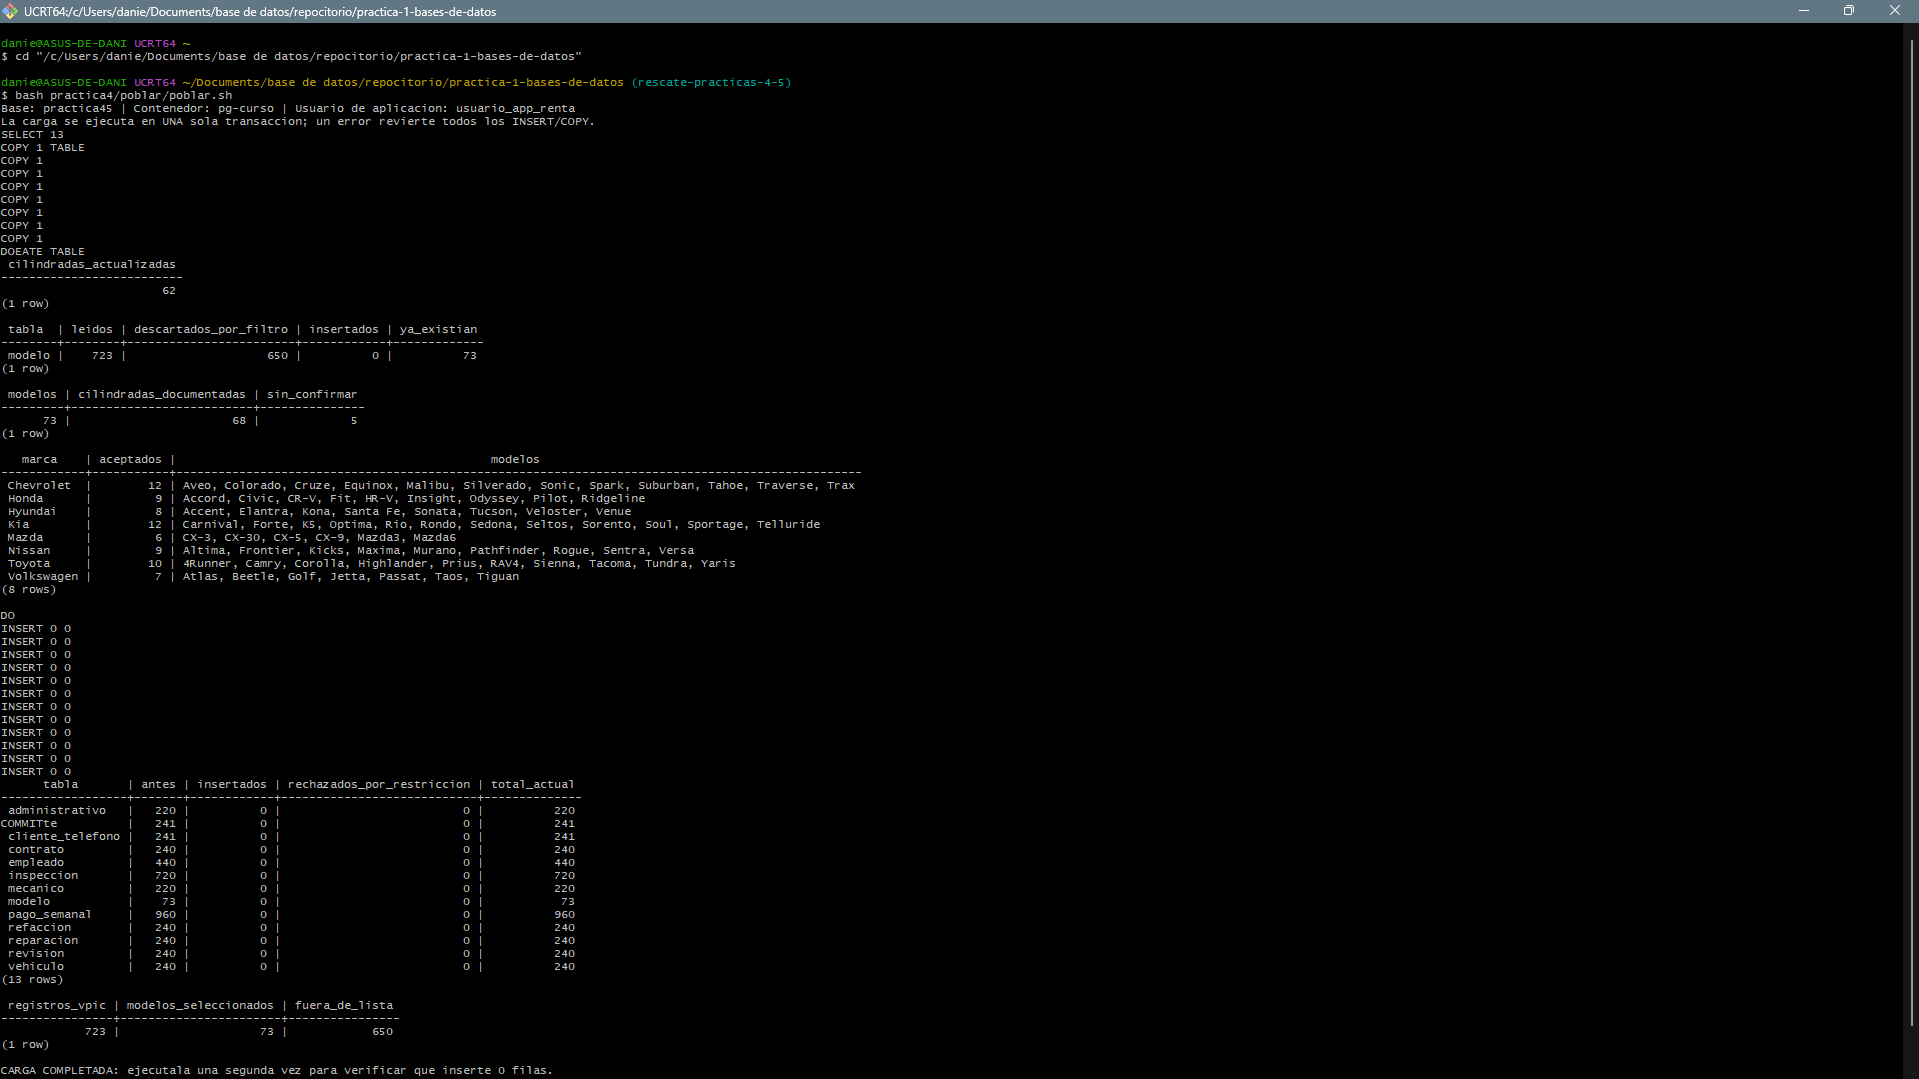 UCRT64:/c/Users/danie/Documents/base de datos/repocitorio/practica-1-bases-de-datos
danie@ASUS-DE-DANI UCRT64 ~
$ cd "/c/Users/danie/Documents/base de datos/repocitorio/practica-1-bases-de-datos"
danie@ASUS-DE-DANI UCRT64 ~/Documents/base de datos/repocitorio/practica-1-bases-de-datos (rescate-practicas-4-5)
$ bash practica4/poblar/poblar.sh
Base: practica45 | Contenedor: pg-curso | Usuario de aplicacion: usuario_app_renta
La carga se ejecuta en UNA sola transaccion; un error revierte todos los INSERT/COPY.
SELECT 13
COPY 1 TABLE
COPY 1
COPY 1
COPY 1
COPY 1
COPY 1
COPY 1
COPY 1
DOEATE TABLE
 cilindradas_actualizadas
--------------------------
                       62
(1 row)
 tabla  | leidos | descartados_por_filtro | insertados | ya_existian
--------+--------+------------------------+------------+-------------
 modelo |    723 |                    650 |          0 |          73
(1 row)
 modelos | cilindradas_documentadas | sin_confirmar
---------+--------------------------+---------------
      73 |                       68 |             5
(1 row)
   marca    | aceptados |                                             modelos
------------+-----------+--------------------------------------------------------------------------------------------------
 Chevrolet  |        12 | Aveo, Colorado, Cruze, Equinox, Malibu, Silverado, Sonic, Spark, Suburban, Tahoe, Traverse, Trax
 Honda      |         9 | Accord, Civic, CR-V, Fit, HR-V, Insight, Odyssey, Pilot, Ridgeline
 Hyundai    |         8 | Accent, Elantra, Kona, Santa Fe, Sonata, Tucson, Veloster, Venue
 Kia        |        12 | Carnival, Forte, K5, Optima, Rio, Rondo, Sedona, Seltos, Sorento, Soul, Sportage, Telluride
 Mazda      |         6 | CX-3, CX-30, CX-5, CX-9, Mazda3, Mazda6
 Nissan     |         9 | Altima, Frontier, Kicks, Maxima, Murano, Pathfinder, Rogue, Sentra, Versa
 Toyota     |        10 | 4Runner, Camry, Corolla, Highlander, Prius, RAV4, Sienna, Tacoma, Tundra, Yaris
 Volkswagen |         7 | Atlas, Beetle, Golf, Jetta, Passat, Taos, Tiguan
(8 rows)
DO
INSERT 0 0
INSERT 0 0
INSERT 0 0
INSERT 0 0
INSERT 0 0
INSERT 0 0
INSERT 0 0
INSERT 0 0
INSERT 0 0
INSERT 0 0
INSERT 0 0
INSERT 0 0
      tabla       | antes | insertados | rechazados_por_restriccion | total_actual
------------------+-------+------------+----------------------------+--------------
 administrativo   |   220 |          0 |                          0 |          220
COMMITte          |   241 |          0 |                          0 |          241
 cliente_telefono |   241 |          0 |                          0 |          241
 contrato         |   240 |          0 |                          0 |          240
 empleado         |   440 |          0 |                          0 |          440
 inspeccion       |   720 |          0 |                          0 |          720
 mecanico         |   220 |          0 |                          0 |          220
 modelo           |    73 |          0 |                          0 |           73
 pago_semanal     |   960 |          0 |                          0 |          960
 refaccion        |   240 |          0 |                          0 |          240
 reparacion       |   240 |          0 |                          0 |          240
 revision         |   240 |          0 |                          0 |          240
 vehiculo         |   240 |          0 |                          0 |          240
(13 rows)
 registros_vpic | modelos_seleccionados | fuera_de_lista
----------------+-----------------------+----------------
            723 |                    73 |            650
(1 row)
CARGA COMPLETADA: ejecutala una segunda vez para verificar que inserte 0 filas.